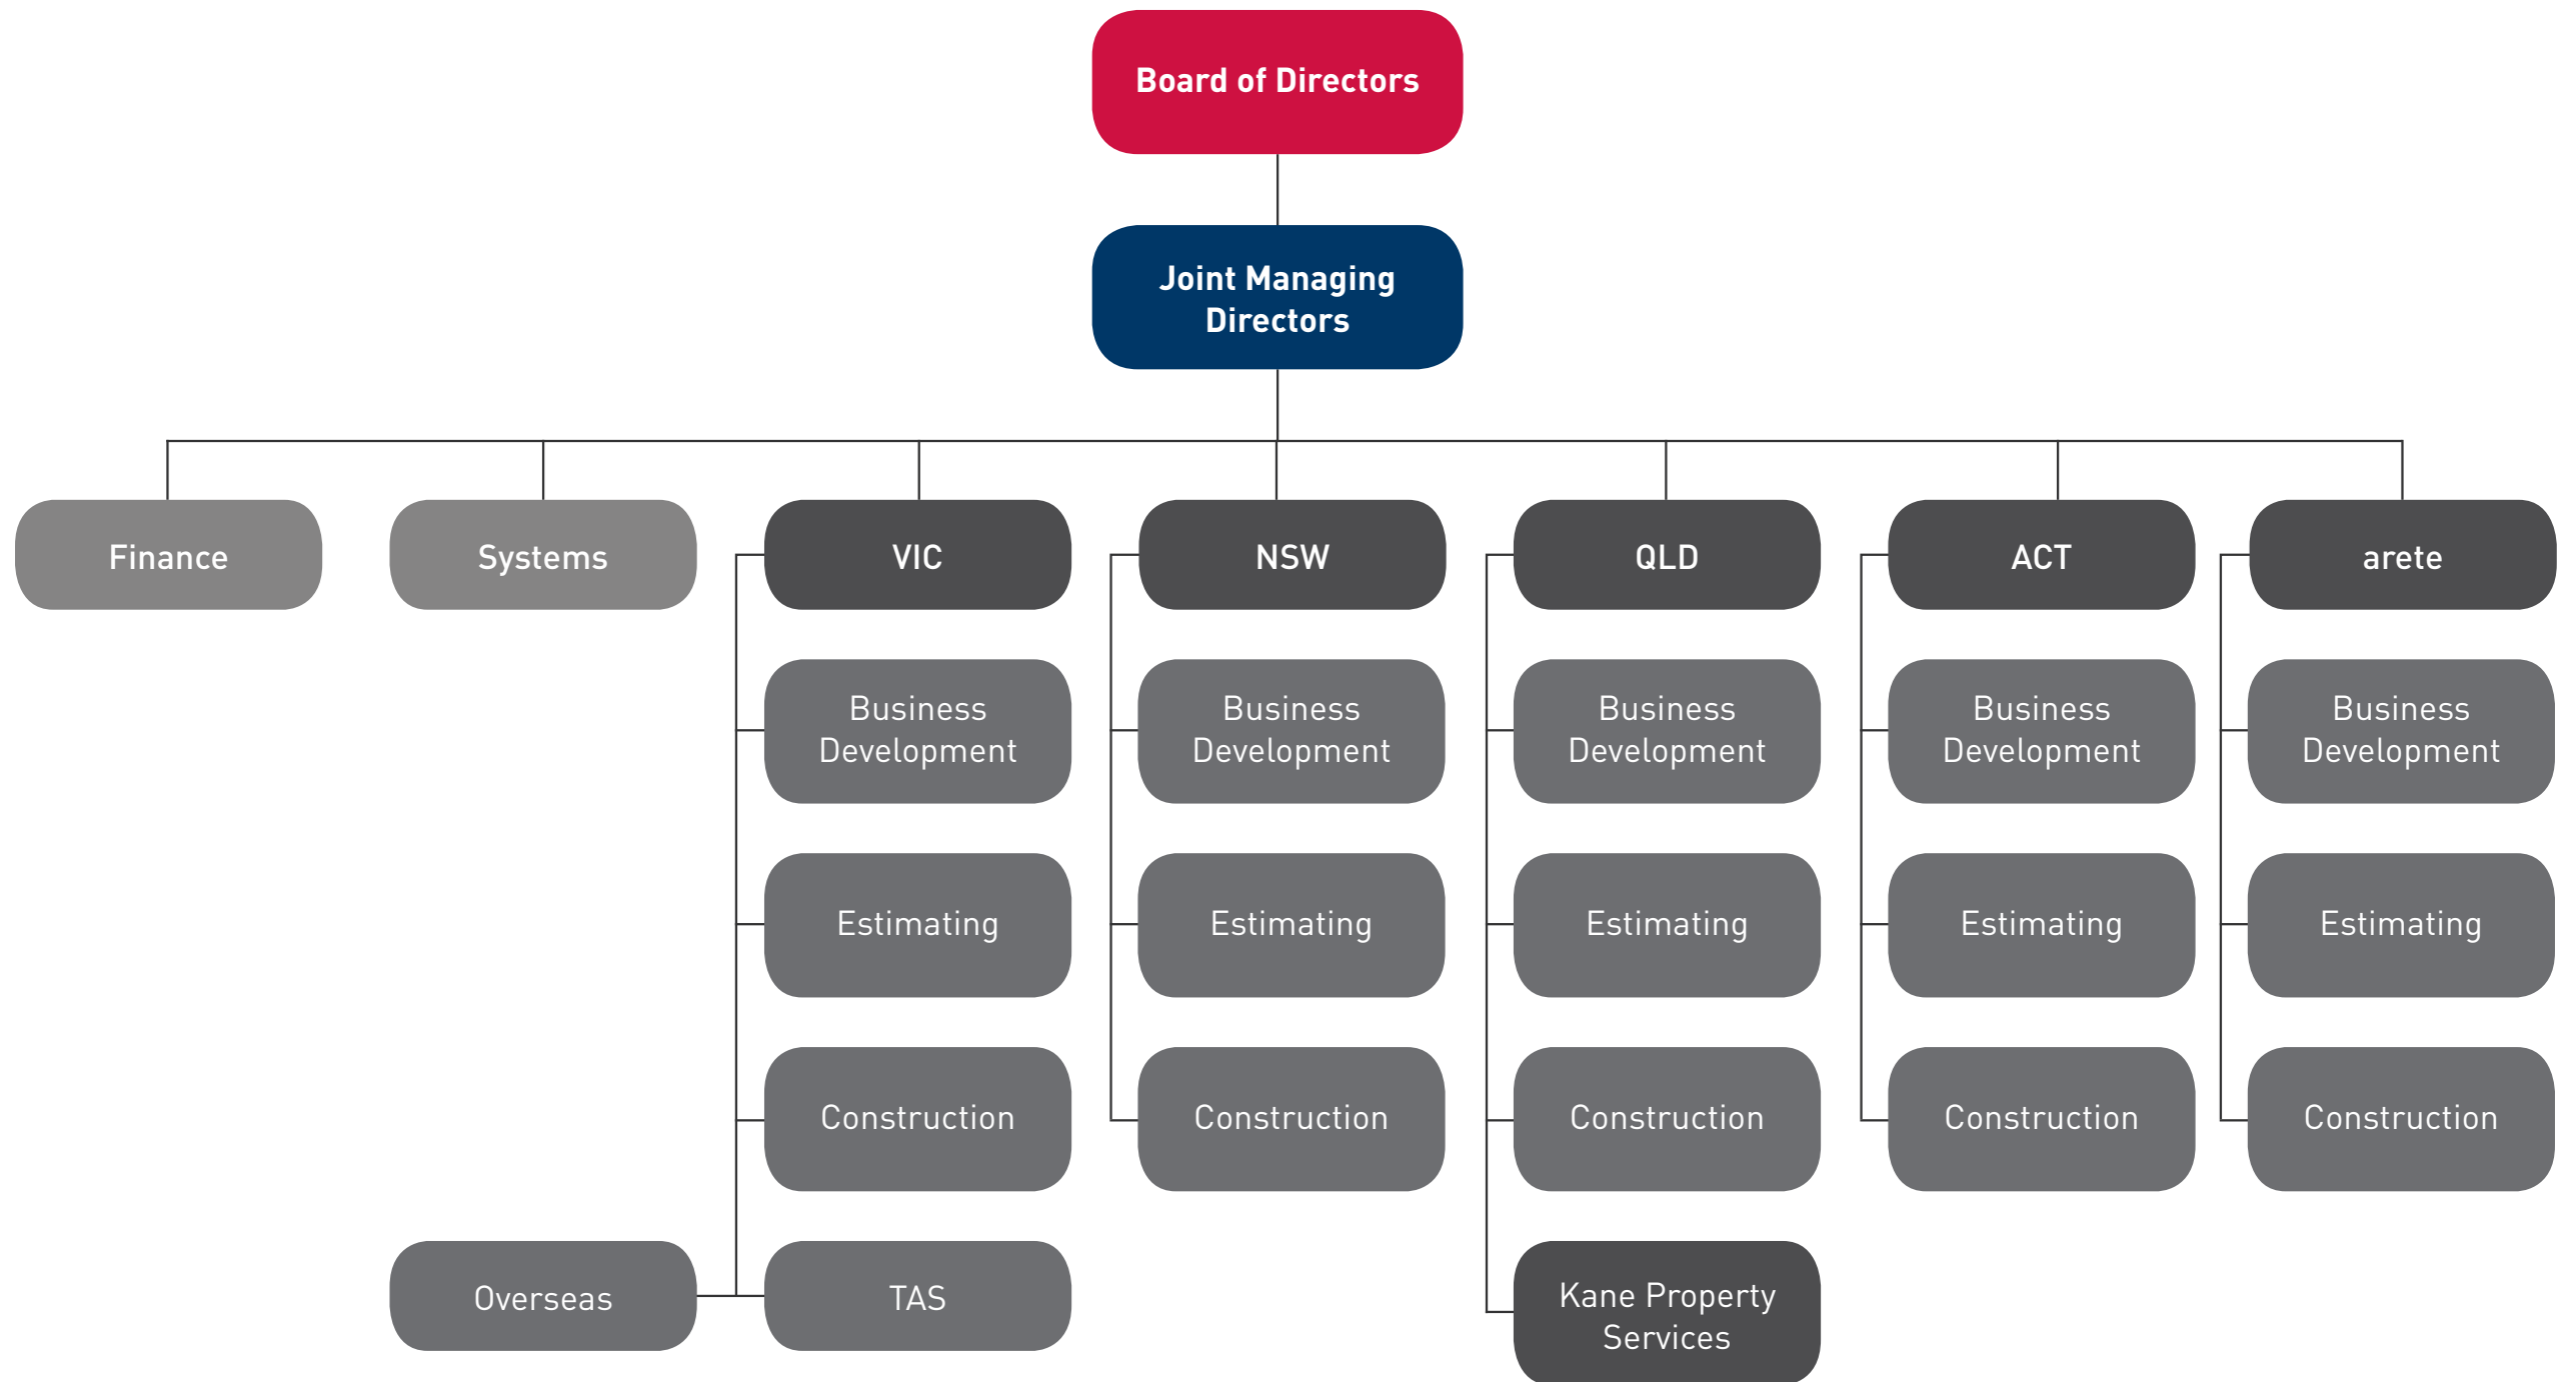 Board of Directors
Joint Managing
Directors
Finance
Systems
VIC
NSW
QLD
ACT
arete
Business
Development
Business
Development
Business
Development
Business
Development
Business
Development
Estimating
Estimating
Estimating
Estimating
Estimating
Construction
Construction
Construction
Construction
Construction
Overseas
TAS
Kane Property
Services